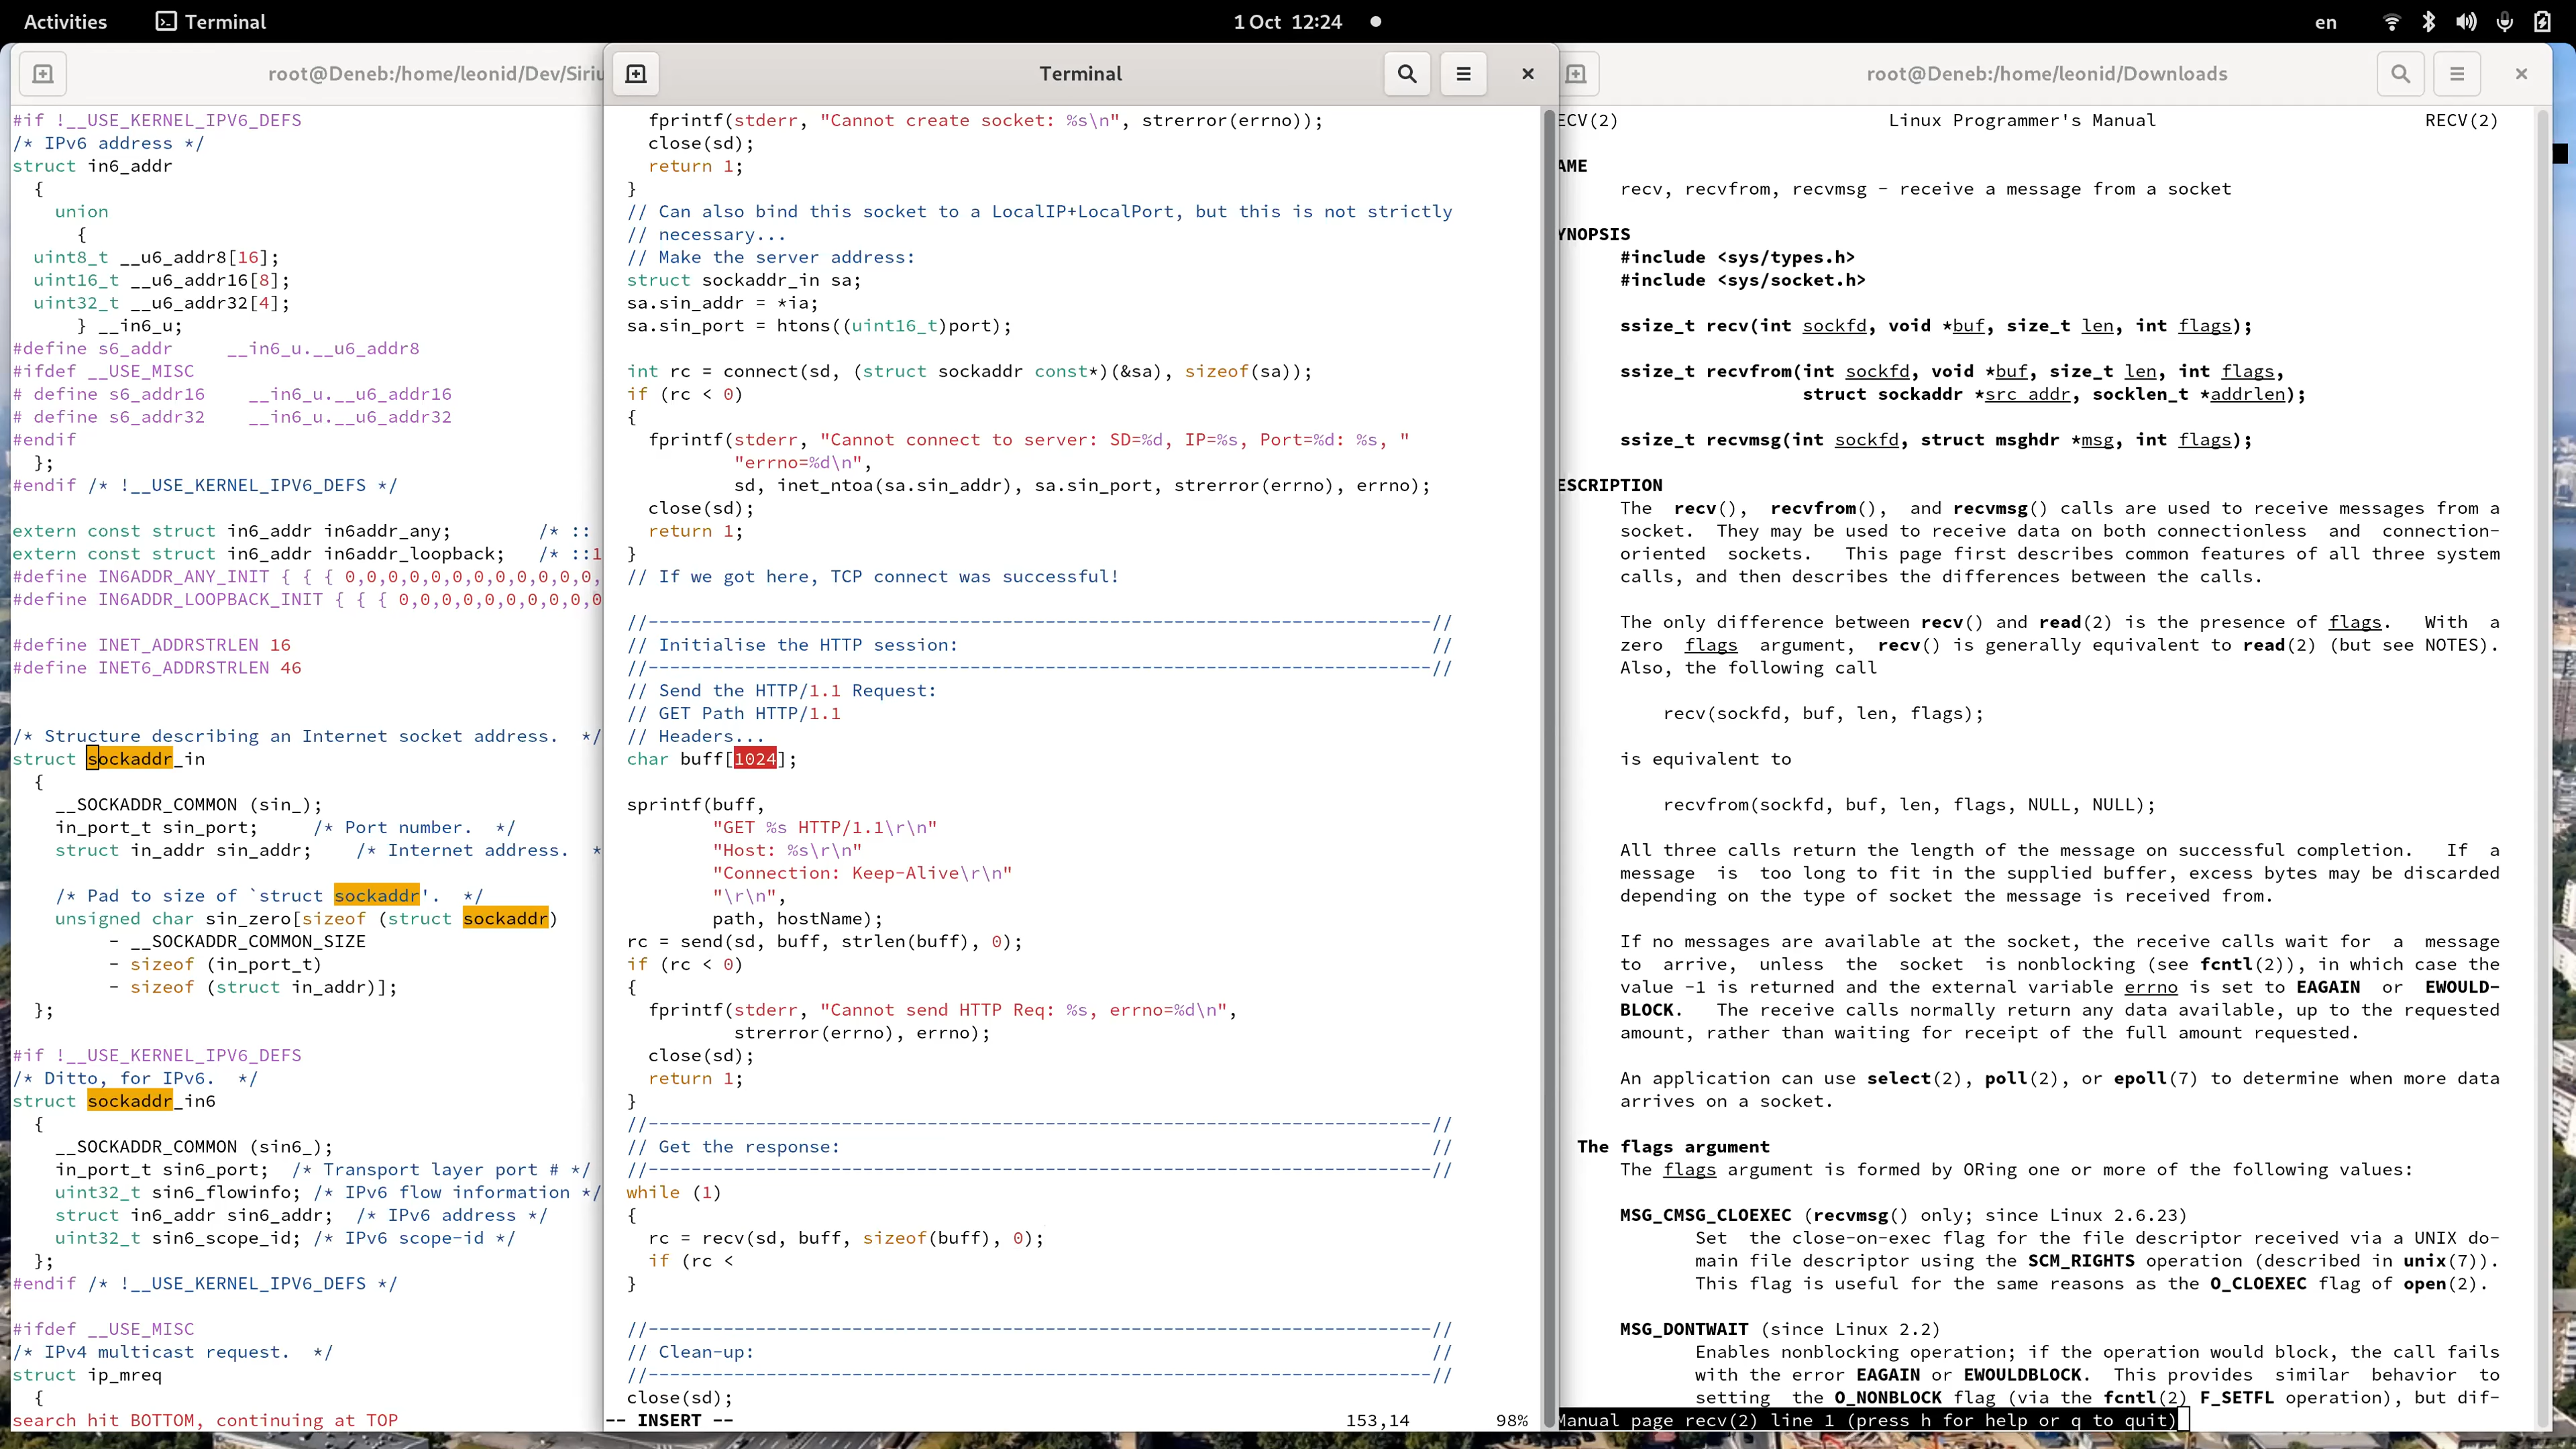 Activities
Terminal
1 Oct 12:24
en
root@Deneb:/home/leonid/Dev/Siriu
#if !__USE_KERNEL_IPV6_DEFS
/* IPv6 address */
struct in6_addr
{
union
{
uint8_t __u6_addr8[16];
uint16_t __u6_addr16[8];
uint32_t __u6_addr32[4];
} __in6_u;
#define s6_addr __in6_u.__u6_addr8
#ifdef __USE_MISC
# define s6_addr16 __in6_u.__u6_addr16
# define s6_addr32 __in6_u.__u6_addr32
#endif
};
#endif /* !__USE_KERNEL_IPV6_DEFS */
extern const struct in6_addr in6addr_any; /* ::
extern const struct in6_addr in6addr_loopback; /* ::1
#define IN6ADDR_ANY_INIT { { { 0,0,0,0,0,0,0,0,0,0,0,0,
#define IN6ADDR_LOOPBACK_INIT { { { 0,0,0,0,0,0,0,0,0,0
#define INET_ADDRSTRLEN 16
#define INET6_ADDRSTRLEN 46
/* Structure describing an Internet socket address. */
struct sockaddr_in
{
__SOCKADDR_COMMON (sin_);
in_port_t sin_port; /* Port number. */
struct in_addr sin_addr; /* Internet address. *
/* Pad to size of `struct sockaddr'. */
unsigned char sin_zero[sizeof (struct sockaddr)
- __SOCKADDR_COMMON_SIZE
- sizeof (in_port_t)
- sizeof (struct in_addr)];
};
#if !__USE_KERNEL_IPV6_DEFS
/* Ditto, for IPv6. */
struct sockaddr_in6
{
__SOCKADDR_COMMON (sin6_);
in_port_t sin6_port; /* Transport layer port # */
uint32_t sin6_flowinfo; /* IPv6 flow information */
struct in6_addr sin6_addr; /* IPv6 address */
uint32_t sin6_scope_id; /* IPv6 scope-id */
};
#endif /* !__USE_KERNEL_IPV6_DEFS */
#ifdef __USE_MISC
/* IPv4 multicast request. */
struct ip_mreq
{
search hit BOTTOM, continuing at TOP
Terminal
fprintf(stderr, "Cannot create socket: %s\n", strerror(errno));
close(sd);
return 1;
}
// Can also bind this socket to a LocalIP+LocalPort, but this is not strictly
// necessary...
// Make the server address:
struct sockaddr_in sa;
sa.sin_addr = *ia;
sa.sin_port = htons((uint16_t)port);
int rc = connect(sd, (struct sockaddr const*)(&sa), sizeof(sa));
if (rc < 0)
{
fprintf(stderr, "Cannot connect to server: SD=%d, IP=%s, Port=%d: %s, "
"errno=%d\n",
sd, inet_ntoa(sa.sin_addr), sa.sin_port, strerror(errno), errno);
close(sd);
return 1;
}
// If we got here, TCP connect was successful!
//-------------------------------------------------------------------------//
// Initialise the HTTP session: //
//-------------------------------------------------------------------------//
// Send the HTTP/1.1 Request:
// GET Path HTTP/1.1
// Headers...
char buff[1024];
sprintf(buff,
"GET %s HTTP/1.1\r\n"
"Host: %s\r\n"
"Connection: Keep-Alive\r\n"
"\r\n",
path, hostName);
rc = send(sd, buff, strlen(buff), 0);
if (rc < 0)
{
fprintf(stderr, "Cannot send HTTP Req: %s, errno=%d\n",
strerror(errno), errno);
close(sd);
return 1;
}
//-------------------------------------------------------------------------//
// Get the response: //
//-------------------------------------------------------------------------//
while (1)
{
rc = recv(sd, buff, sizeof(buff), 0);
if (rc <
}
//-------------------------------------------------------------------------//
// Clean-up: //
//-------------------------------------------------------------------------//
close(sd);
-- INSERT -- 153,14 98%
root@Deneb:/home/leonid/Downloads
ECV(2) Linux Programmer's Manual RECV(2)
AME
recv, recvfrom, recvmsg - receive a message from a socket
YNOPSIS
#include <sys/types.h>
#include <sys/socket.h>
ssize_t recv(int sockfd, void *buf, size_t len, int flags);
ssize_t recvfrom(int sockfd, void *buf, size_t len, int flags,
struct sockaddr *src_addr, socklen_t *addrlen);
ssize_t recvmsg(int sockfd, struct msghdr *msg, int flags);
ESCRIPTION
The recv(), recvfrom(), and recvmsg() calls are used to receive messages from a
socket. They may be used to receive data on both connectionless and connection-
oriented sockets. This page first describes common features of all three system
calls, and then describes the differences between the calls.
The only difference between recv() and read(2) is the presence of flags. With a
zero flags argument, recv() is generally equivalent to read(2) (but see NOTES).
Also, the following call
recv(sockfd, buf, len, flags);
is equivalent to
recvfrom(sockfd, buf, len, flags, NULL, NULL);
All three calls return the length of the message on successful completion. If a
message is too long to fit in the supplied buffer, excess bytes may be discarded
depending on the type of socket the message is received from.
If no messages are available at the socket, the receive calls wait for a message
to arrive, unless the socket is nonblocking (see fcntl(2)), in which case the
value -1 is returned and the external variable errno is set to EAGAIN or EWOULD-
BLOCK. The receive calls normally return any data available, up to the requested
amount, rather than waiting for receipt of the full amount requested.
An application can use select(2), poll(2), or epoll(7) to determine when more data
arrives on a socket.
The flags argument
The flags argument is formed by ORing one or more of the following values:
MSG_CMSG_CLOEXEC (recvmsg() only; since Linux 2.6.23)
Set the close-on-exec flag for the file descriptor received via a UNIX do-
main file descriptor using the SCM_RIGHTS operation (described in unix(7)).
This flag is useful for the same reasons as the O_CLOEXEC flag of open(2).
MSG_DONTWAIT (since Linux 2.2)
Enables nonblocking operation; if the operation would block, the call fails
with the error EAGAIN or EWOULDBLOCK. This provides similar behavior to
setting the O_NONBLOCK flag (via the fcntl(2) F_SETFL operation), but dif-
Manual page recv(2) line 1 (press h for help or q to quit)